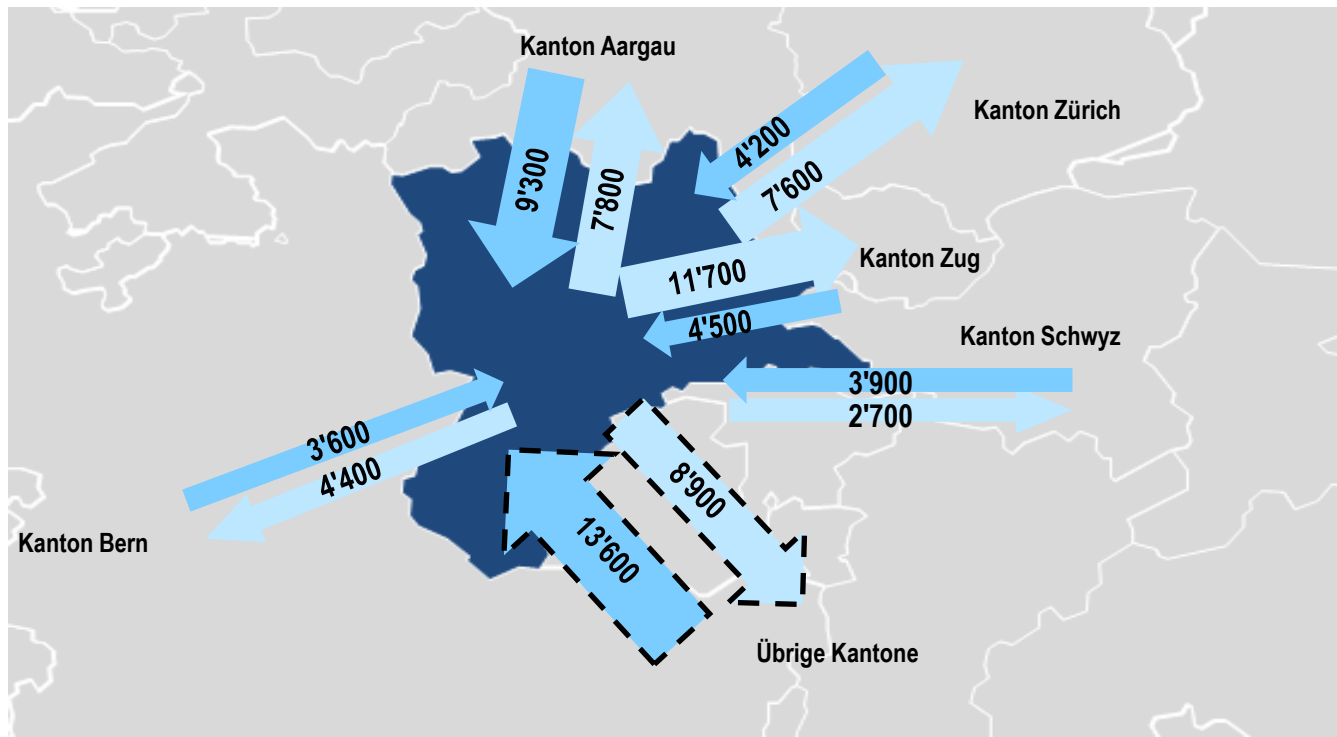 Kanton Aargau
9'300
7'800
4'200
7'600
Kanton Zürich
11'700
4'500
Kanton Zug
Kanton Schwyz
3'900
2'700
3'600
4'400
Kanton Bern
8'900
13'600
Übrige Kantone